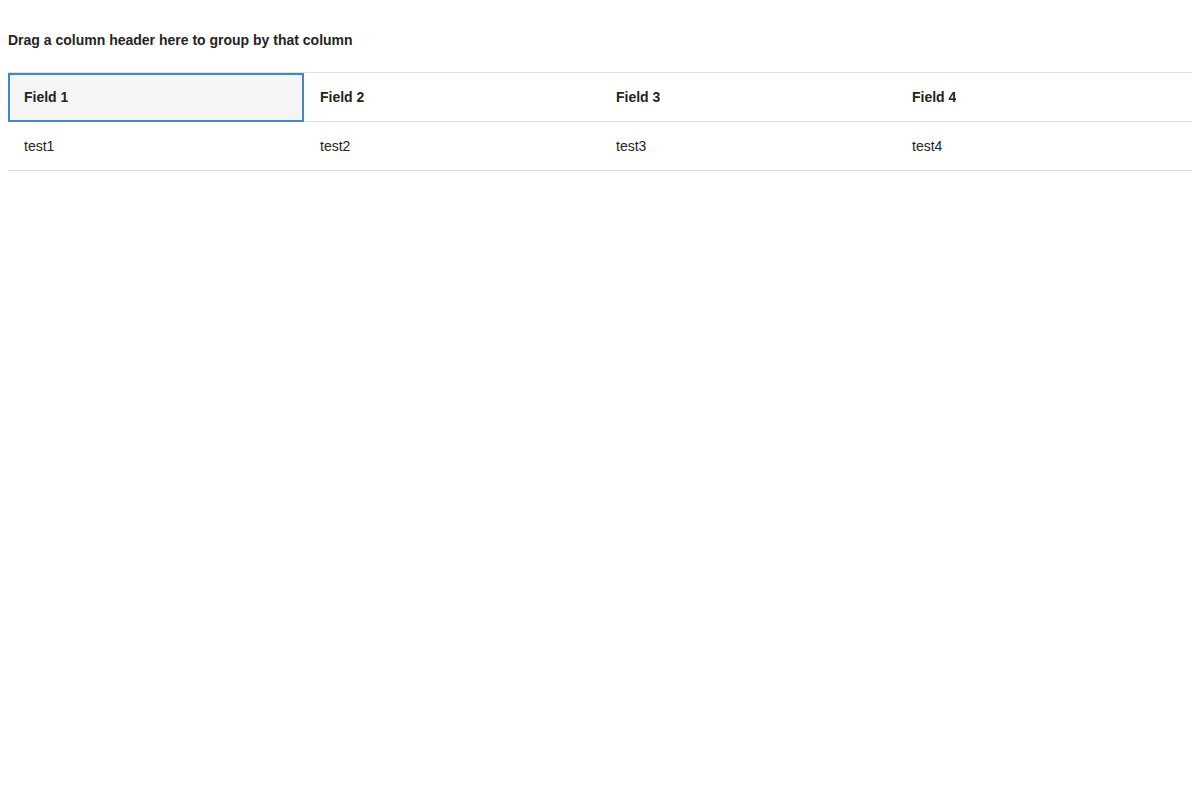 Drag a column header here to group by that column
Field 1 Field 2 Field 3 Field 4
test1 test2 test3 test4